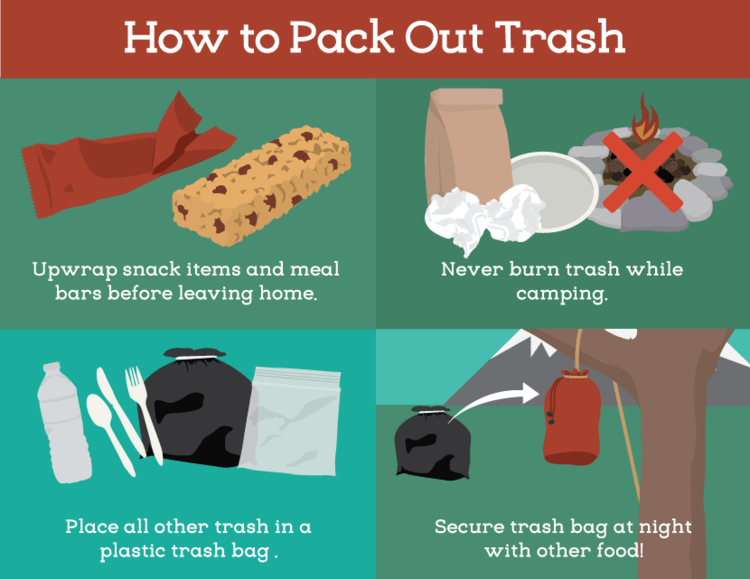 How to Pack Out Trash
Upwrap snack items and meal
bars before leaving home.
Never burn trash while
camping.
Place all other trash in a
plastic trash bag .
Secure trash bag at night
with other food!